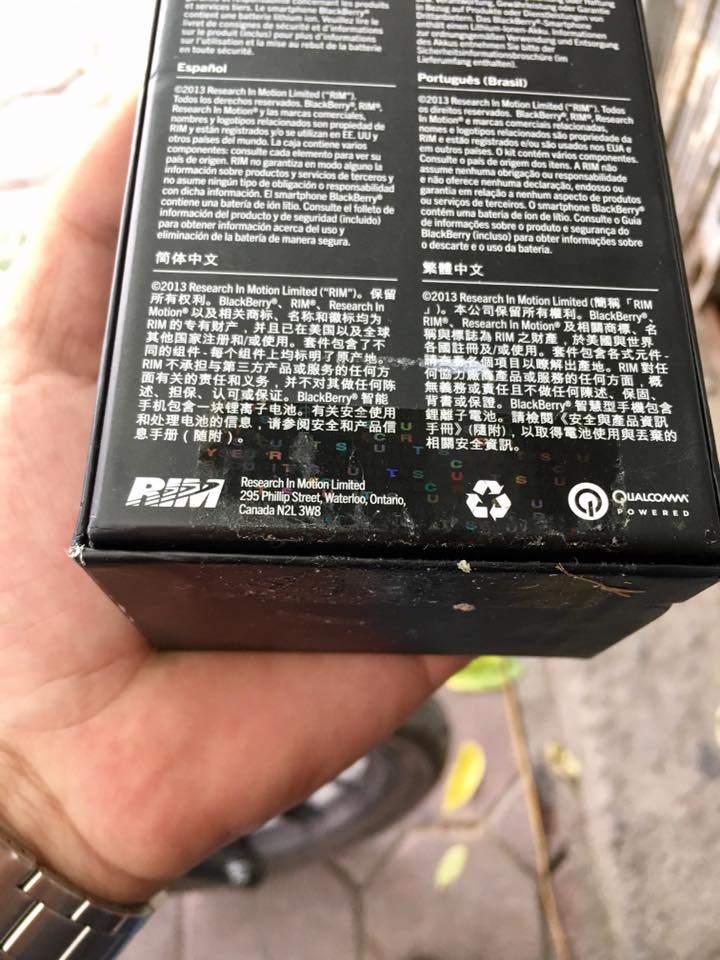 contient une batterie lithium ion. Veuillez lire le
livret de consignes de sécurité et d'informations
sur le produit (inclus) pour plus d'informations
sur l'utilisation et la mise au rebut de la batterie
en toute sécurité.
Español
©2013 Research In Motion Limited ("RIM").
Todos los derechos reservados. BlackBerry®, RIM®,
Research In Motion® y las marcas comerciales,
nombres y logotipos relacionados son propiedad de
RIM y están registrados y/o se utilizan en EE. UU y
otros países del mundo. La caja contiene varios
componentes: consulte cada elemento para ver su
país de origen. RIM no garantiza en modo alguno la
información sobre productos y servicios de terceros y
no asume ningún tipo de obligación o responsabilidad
con dicha información. El smartphone BlackBerry®
contiene una batería de ión litio. Consulte el folleto de
información del producto y de seguridad (incluido)
para obtener información acerca del uso y
eliminación de la batería de manera segura.
Sicherheitsinformationsbroschüre (im
Lieferumfang enthalten).
Português (Brasil)
©2013 Research In Motion Limited ("RIM"). Todos
os direitos reservados. BlackBerry®, RIM®, Research
In Motion® e marcas comerciais relacionadas,
nomes e logotipos relacionados são propriedade da
RIM e estão registrados e/ou são usados nos EUA e
em outros países. O kit contém vários componentes.
Consulte o país de origem dos itens. A RIM não
assume nenhuma obrigação ou responsabilidade
e não oferece nenhuma declaração, endosso ou
garantia em relação a nenhum aspecto de produtos
ou serviços de terceiros. O smartphone BlackBerry®
contém uma bateria de íon de lítio. Consulte o Guia
de informações sobre o produto e segurança do
BlackBerry (incluso) para obter informações sobre
o descarte e o uso da bateria.
简体中文
©2013 Research In Motion Limited ("RIM")。保留
所有权利。BlackBerry®、RIM®、Research In
Motion® 以及相关商标、名称和徽标均为
RIM 的专有财产，并且已在美国以及全球
其他国家注册和/或使用。套件包含了不
同的组件 - 每个组件上均标明了原产地。
RIM 不承担与第三方产品或服务的任何方
面有关的责任和义务，并不对其做任何陈
述、担保、认可或保证。BlackBerry® 智能
手机包含一块锂离子电池。有关安全使用
和处理电池的信息，请参阅安全和产品信
息手册（随附）。
繁體中文
©2013 Research In Motion Limited (簡稱「RIM
」)。本公司保留所有權利。BlackBerry®、
RIM®、Research In Motion® 及相關商標、名
稱與標誌為 RIM 之財產，於美國與世界
各國註冊及/或使用。套件包含各式元件 -
個項目以瞭解出產地。RIM 對任
何協力廠商產品或服務的任何方面，概
無義務或責任且不做任何陳述、保固、
背書或保證。BlackBerry® 智慧型手機包含
鋰離子電池。請檢閱《安全與產品資訊
手冊》(隨附)，以取得電池使用與丟棄的
相關安全資訊。
RIM
Research In Motion Limited
295 Phillip Street, Waterloo, Ontario,
Canada N2L 3W8
QUALCOMM
POWERED